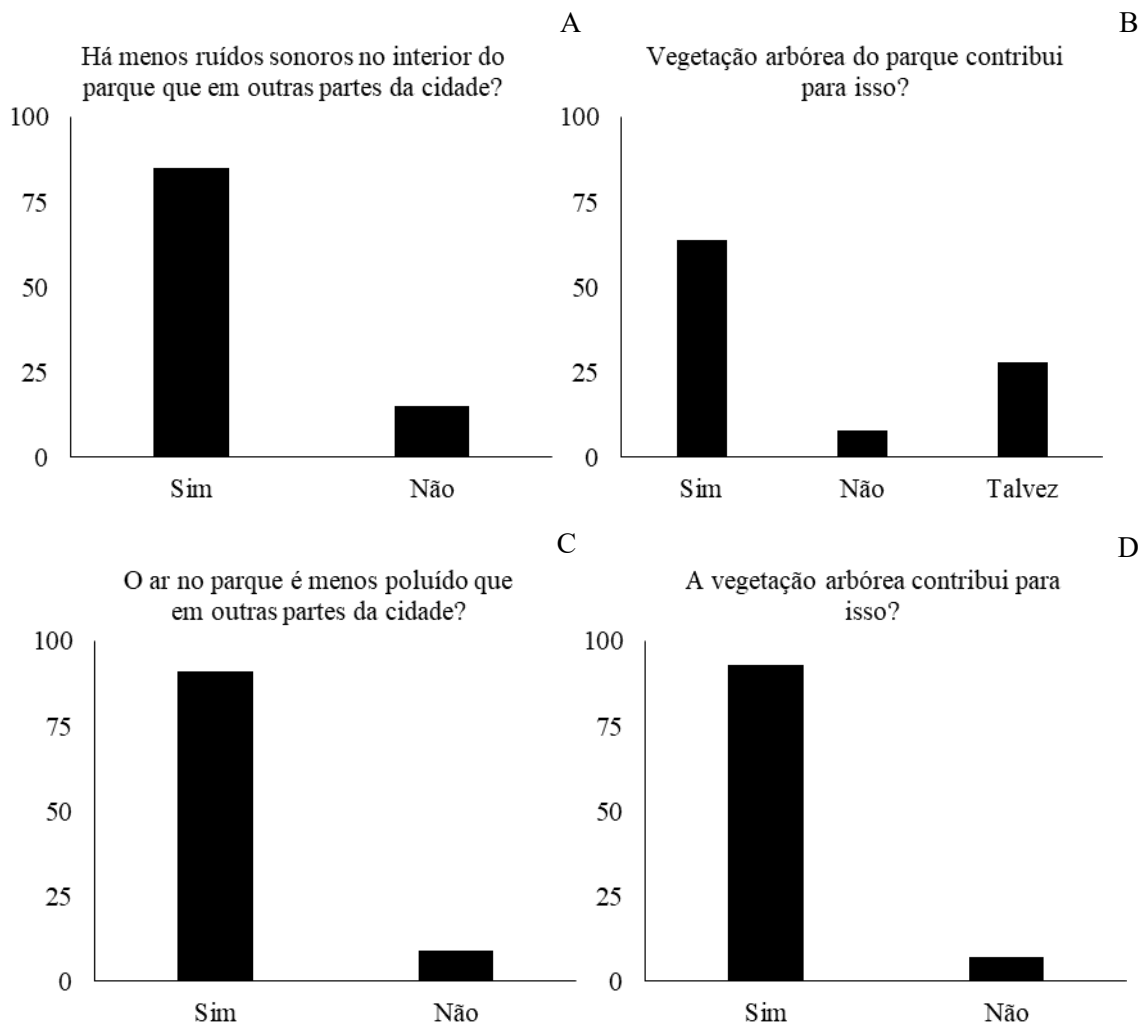 A
Há menos ruídos sonoros no interior do
parque que em outras partes da cidade?
100
75
50
25
0
Sim Não
B
Vegetação arbórea do parque contribui
para isso?
100
75
50
25
0
Sim Não Talvez
C
O ar no parque é menos poluído que
em outras partes da cidade?
100
75
50
25
0
Sim Não
D
A vegetação arbórea contribui para
isso?
100
75
50
25
0
Sim Não